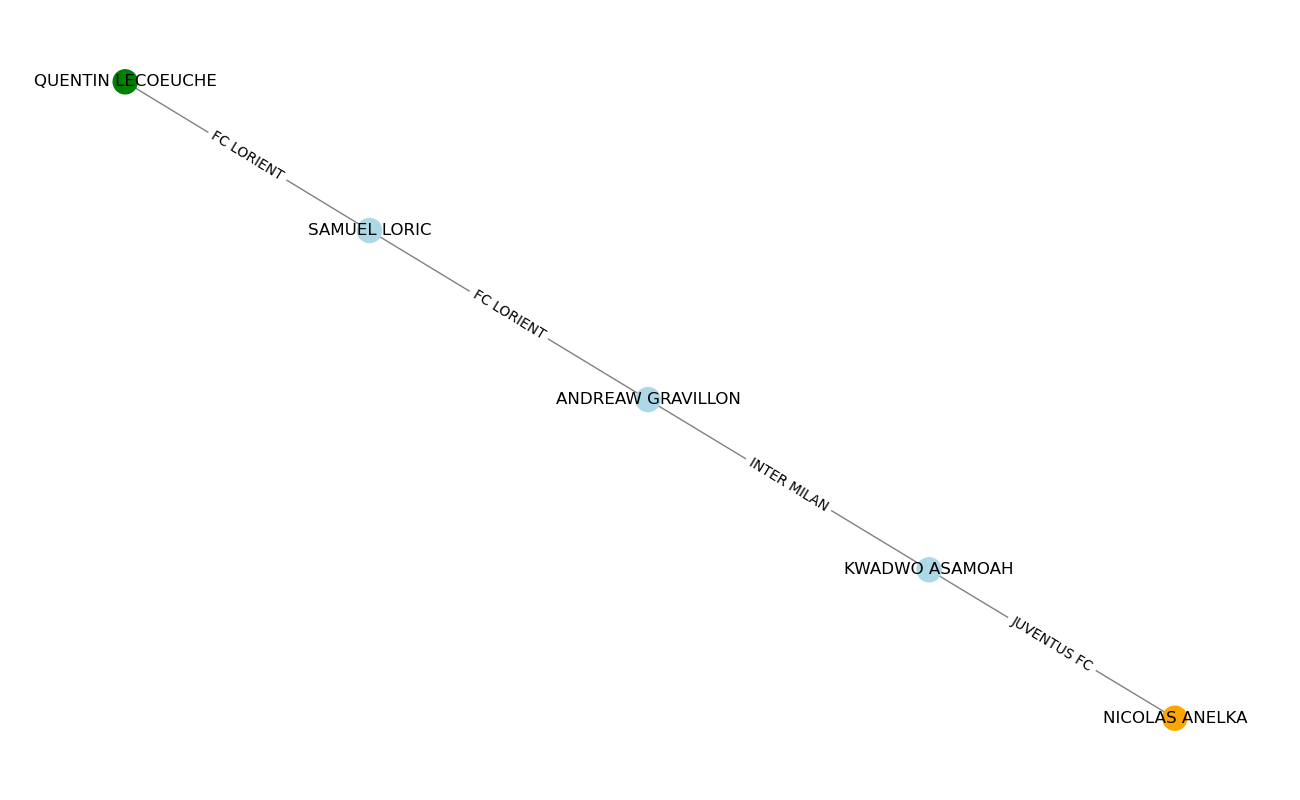 QUENTIN LECOEUCHE
FC LORIENT
SAMUEL LORIC
FC LORIENT
ANDREAW GRAVILLON
INTER MILAN
KWADWO ASAMOAH
JUVENTUS FC
NICOLAS ANELKA